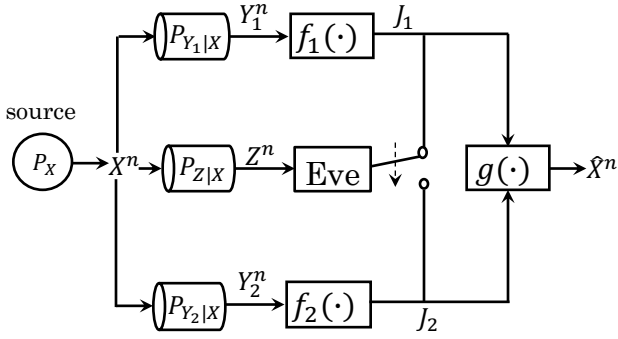 P_{Y_1|X} Y_1^n f_1(·) J_1
source
P_X X^n P_{Z|X} Z^n Eve g(·) X̂^n
P_{Y_2|X} Y_2^n f_2(·) J_2